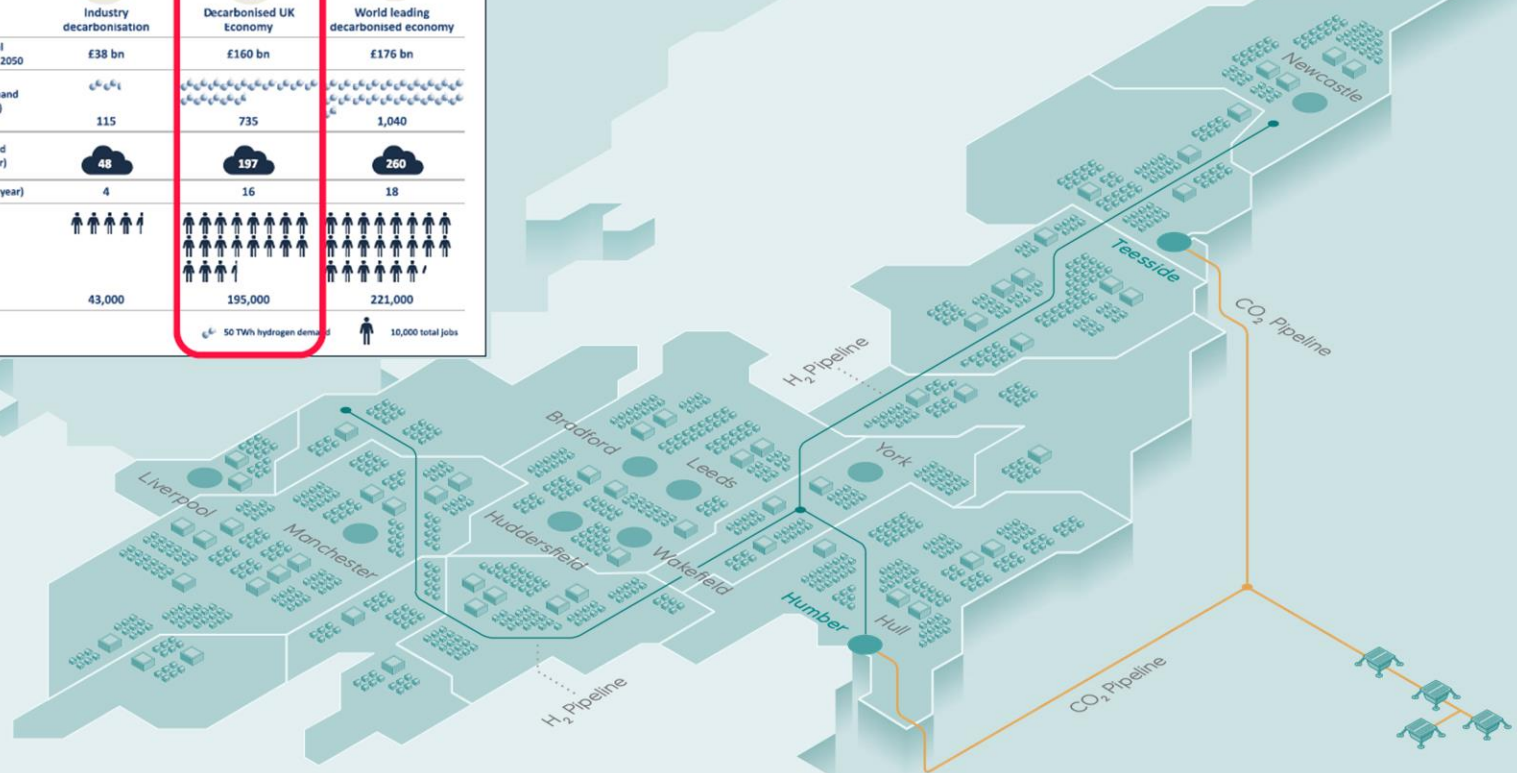 Industry
decarbonisation
Decarbonised UK
Economy
World leading
decarbonised economy
2050
£38 bn
£160 bn
£176 bn
115
735
1,040
48
197
260
year)
4
16
18
43,000
195,000
221,000
50 TWh hydrogen demand
10,000 total jobs
Newcastle
Teesside
CO₂ Pipeline
H₂ Pipeline
Bradford
Leeds
York
Liverpool
Manchester
Huddersfield
Wakefield
Humber
Hull
CO₂ Pipeline
H₂ Pipeline